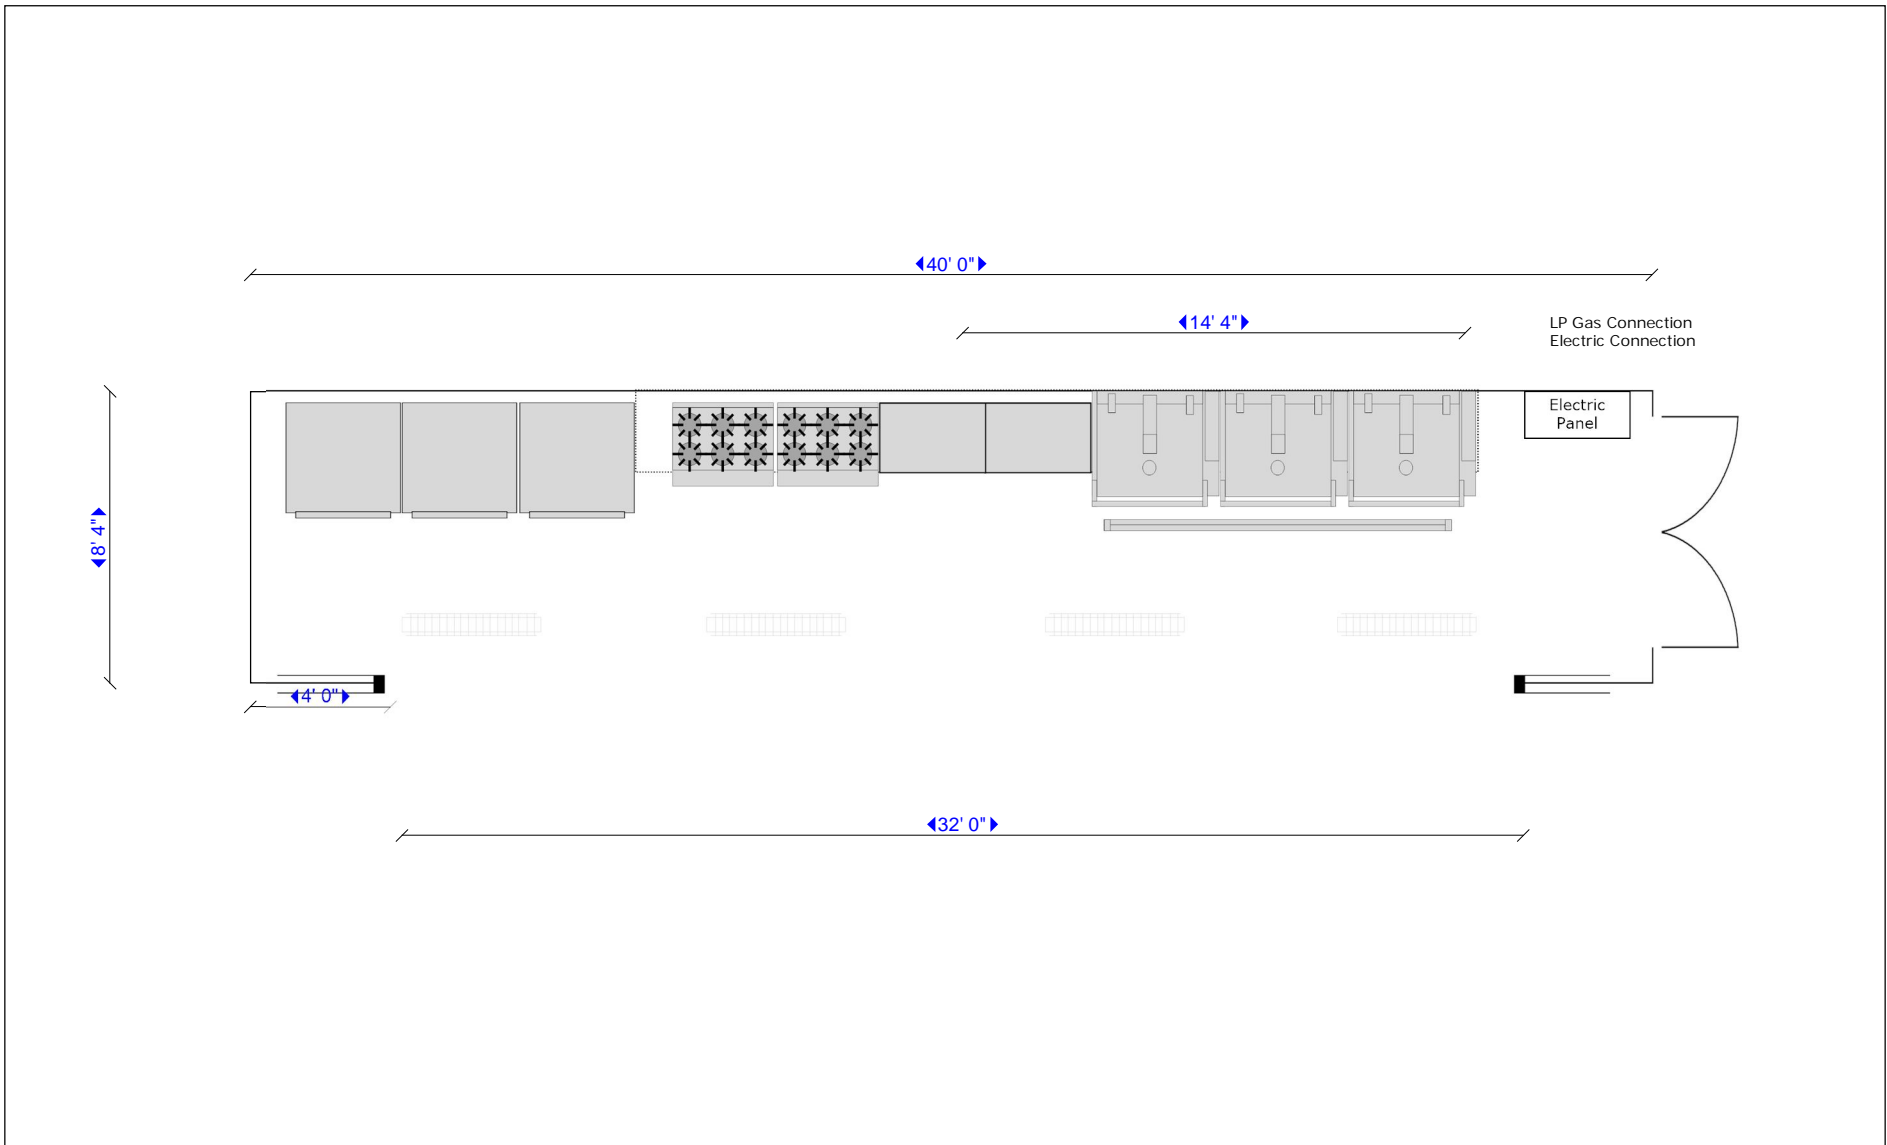 40' 0"
14' 4"
LP Gas Connection
Electric Connection
Electric
Panel
8' 4"
4' 0"
32' 0"